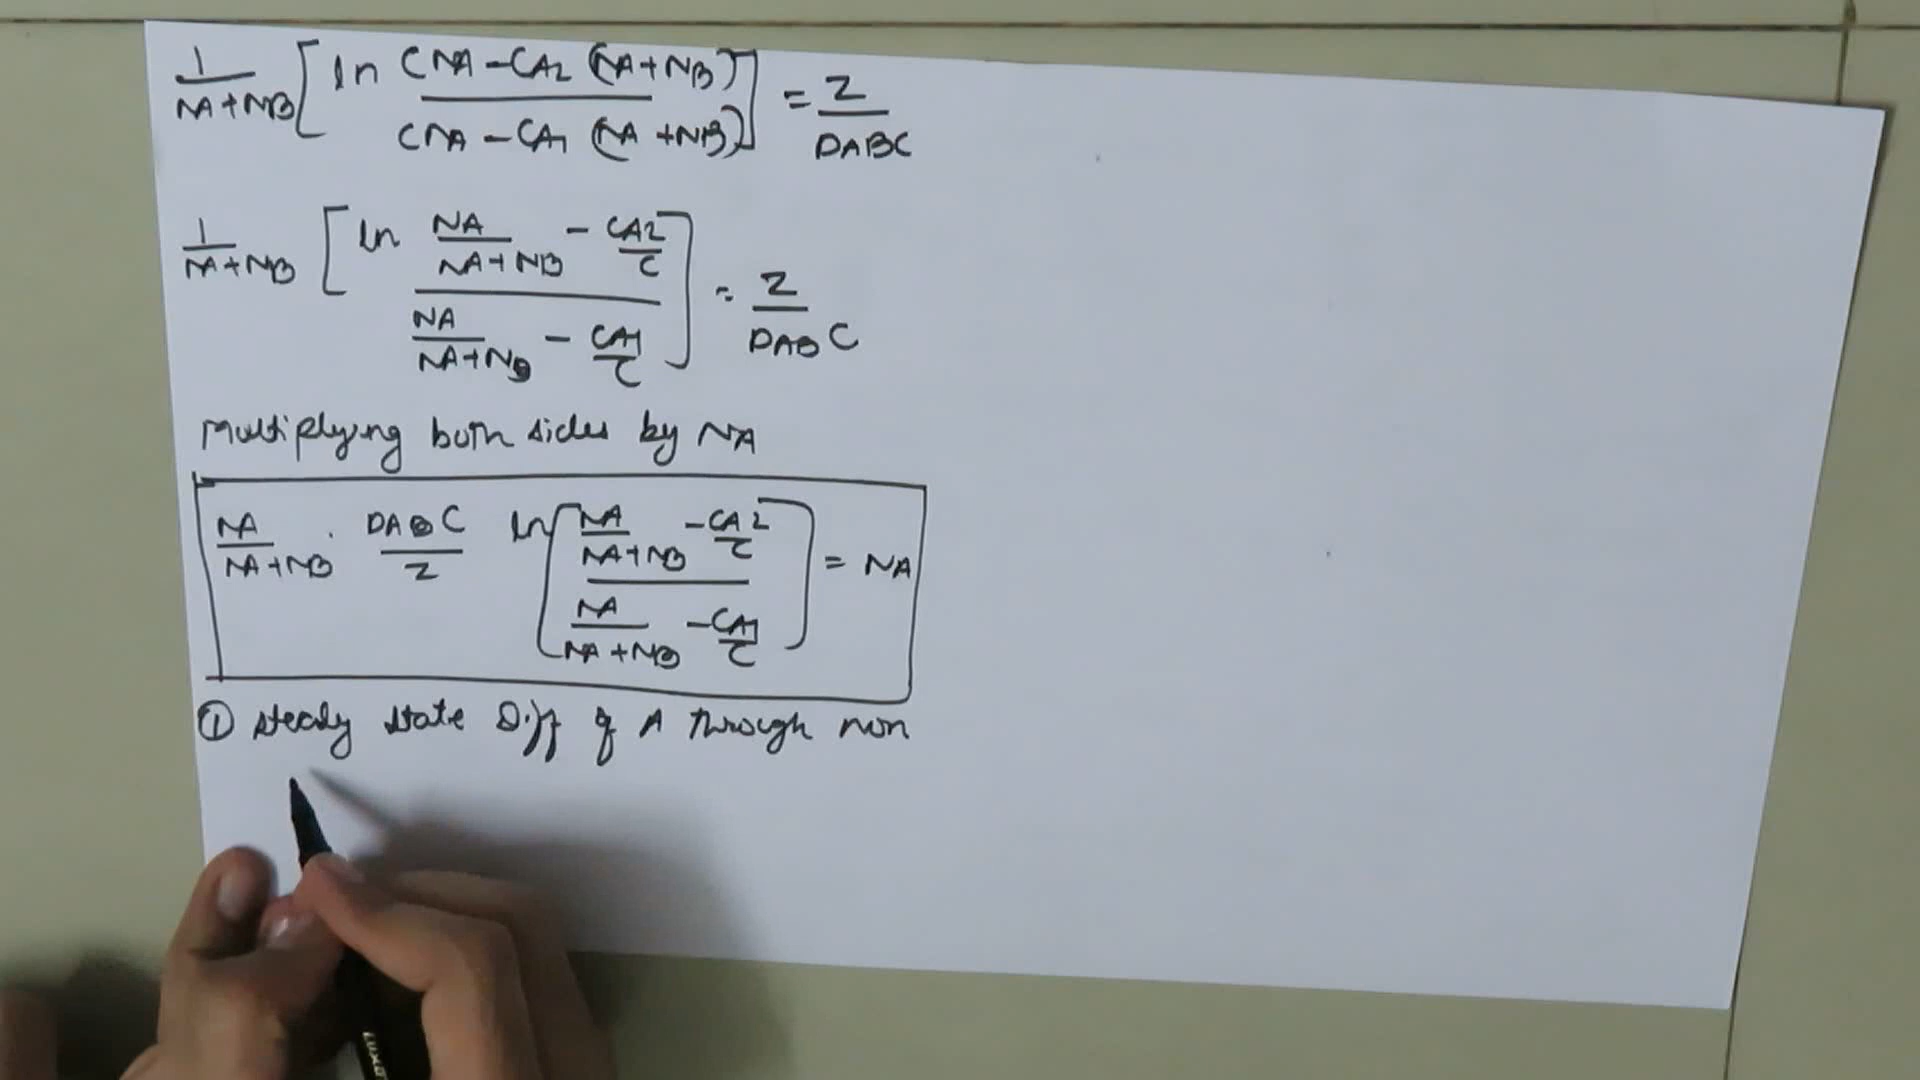 1/NA+NB [ln CNA-CA2 (NA+NB) / CNA-CA1 (NA+NB)] = Z/DABC
1/NA+NB [ln NA/NA+NB - CA2/C / NA/NA+NB - CA1/C] = Z/DABC
Multiplying both sides by NA
NA/NA+NB . DABC/Z ln [NA/NA+NB - CA2/C / NA/NA+NB - CA1/C] = NA
① Steady State Diff of A through non
LUXOR